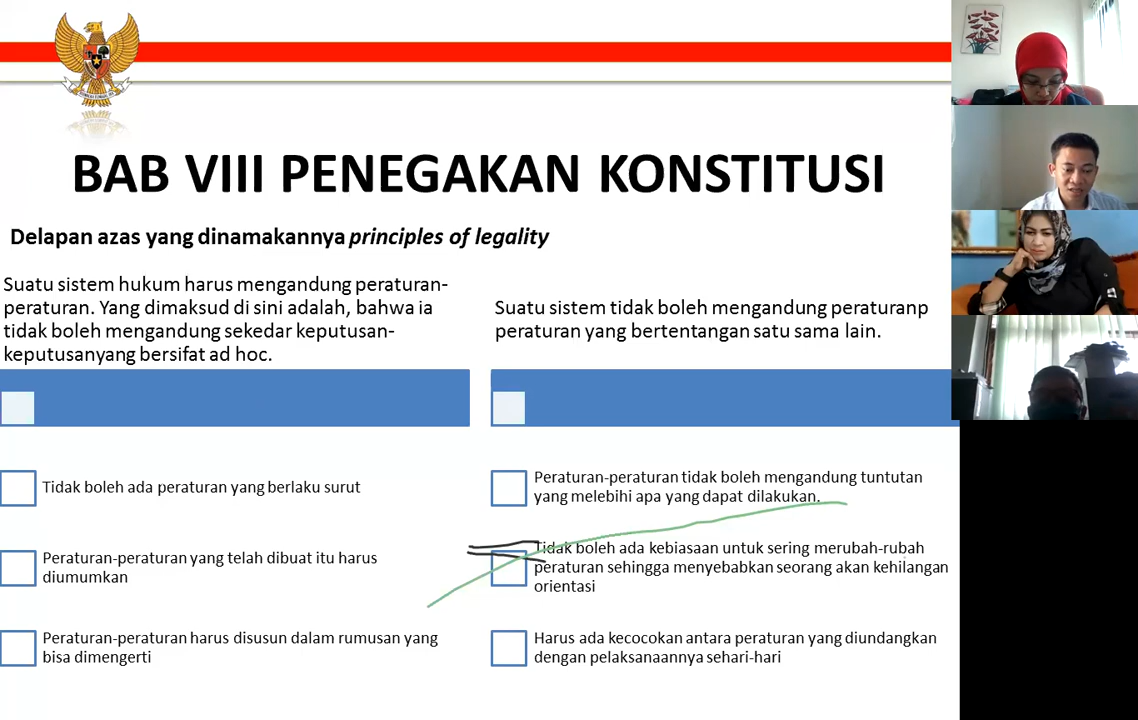 BAB VIII PENEGAKAN KONSTITUSI
Delapan azas yang dinamakannya principles of legality
Suatu sistem hukum harus mengandung peraturan-
peraturan. Yang dimaksud di sini adalah, bahwa ia
tidak boleh mengandung sekedar keputusan-
keputusanyang bersifat ad hoc.
Tidak boleh ada peraturan yang berlaku surut
Peraturan-peraturan yang telah dibuat itu harus
diumumkan
Peraturan-peraturan harus disusun dalam rumusan yang
bisa dimengerti
Suatu sistem tidak boleh mengandung peraturanp
peraturan yang bertentangan satu sama lain.
Peraturan-peraturan tidak boleh mengandung tuntutan
yang melebihi apa yang dapat dilakukan.
Tidak boleh ada kebiasaan untuk sering merubah-rubah
peraturan sehingga menyebabkan seorang akan kehilangan
orientasi
Harus ada kecocokan antara peraturan yang diundangkan
dengan pelaksanaannya sehari-hari